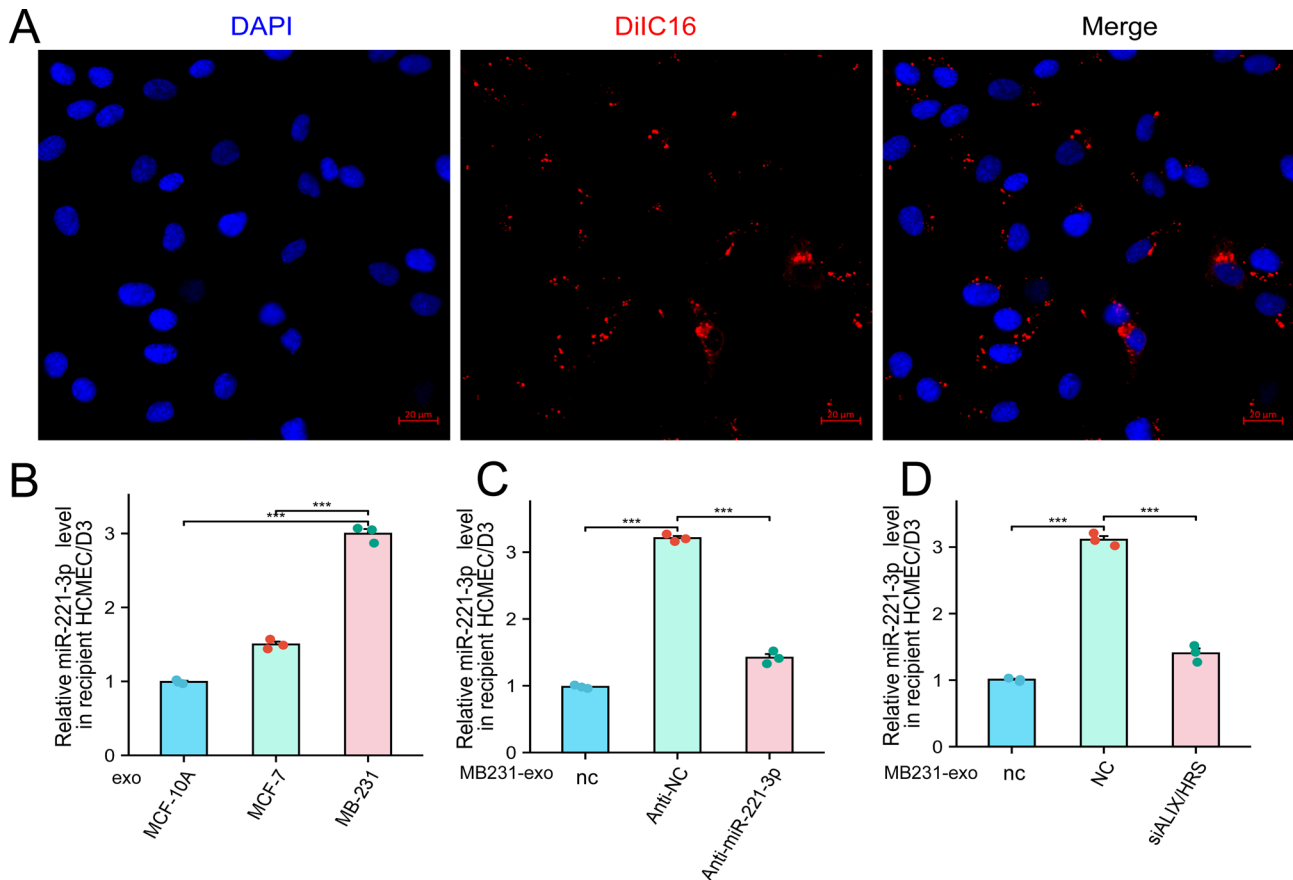 A
DAPI
DiIC16
Merge
20 μm
20 μm
20 μm
B
Relative miR-221-3p level
in recipient HCMEC/D3
3
2
1
0
***
***
exo
MCF-10A
MCF-7
MB-231
C
Relative miR-221-3p level
in recipient HCMEC/D3
3
2
1
0
***
***
MB231-exo
nc
Anti-NC
Anti-miR-221-3p
D
Relative miR-221-3p level
in recipient HCMEC/D3
3
2
1
0
***
***
MB231-exo
nc
NC
siALIX/HRS